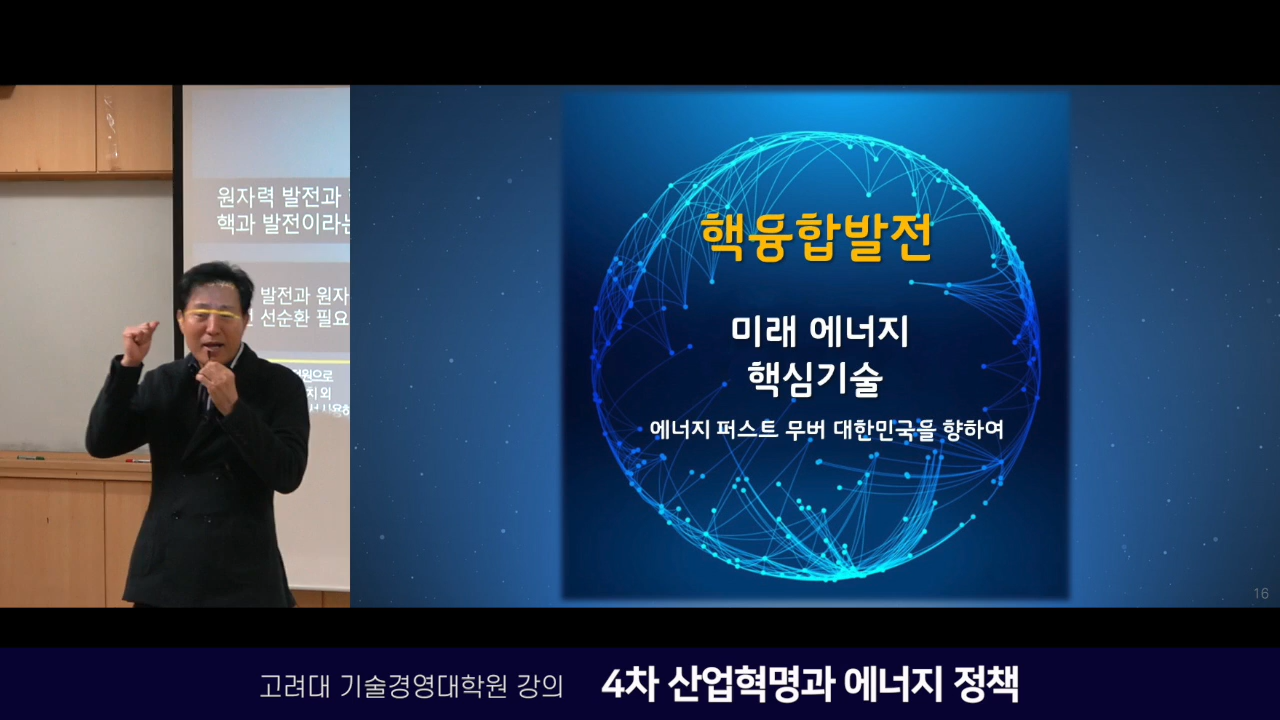 원자력 발전과
핵과 발전이라는
발전과 원자
선순환 필요
핵융합발전
미래 에너지
핵심기술
에너지 퍼스트 무버 대한민국을 향하여
16
고려대 기술경영대학원 강의 4차 산업혁명과 에너지 정책